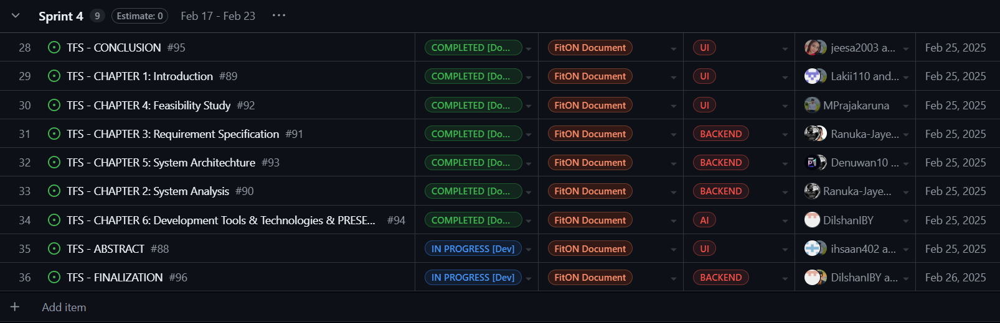 Sprint 4 9 Estimate: 0 Feb 17 - Feb 23 ...
28 TFS - CONCLUSION #95 COMPLETED [Do... FitON Document UI jeesa2003 a... Feb 25, 2025
29 TFS - CHAPTER 1: Introduction #89 COMPLETED [Do... FitON Document UI Lakii110 and... Feb 25, 2025
30 TFS - CHAPTER 4: Feasibility Study #92 COMPLETED [Do... FitON Document UI MPrajakaruna Feb 25, 2025
31 TFS - CHAPTER 3: Requirement Specification #91 COMPLETED [Do... FitON Document BACKEND Ranuka-Jaye... Feb 25, 2025
32 TFS - CHAPTER 5: System Architechture #93 COMPLETED [Do... FitON Document BACKEND Denuwan10 ... Feb 25, 2025
33 TFS - CHAPTER 2: System Analysis #90 COMPLETED [Do... FitON Document BACKEND Ranuka-Jaye... Feb 25, 2025
34 TFS - CHAPTER 6: Development Tools & Technologies & PRESE... #94 COMPLETED [Do... FitON Document AI DilshanIBY Feb 25, 2025
35 TFS - ABSTRACT #88 IN PROGRESS [Dev] FitON Document UI ihsaan402 a... Feb 25, 2025
36 TFS - FINALIZATION #96 IN PROGRESS [Dev] FitON Document BACKEND DilshanIBY a... Feb 26, 2025
+ Add item